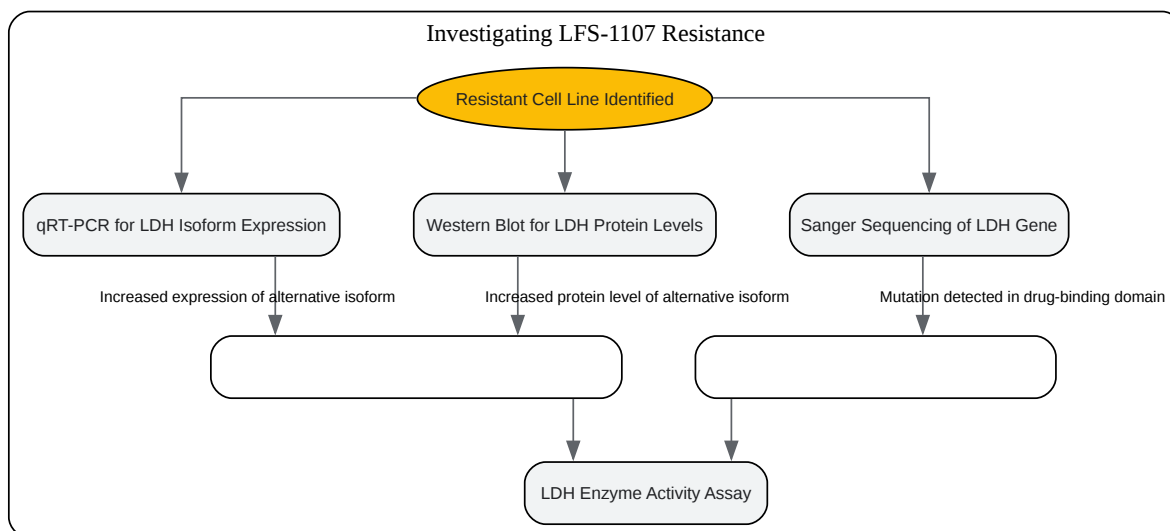 Investigating LFS-1107 Resistance
Resistant Cell Line Identified
qRT-PCR for LDH Isoform Expression
Western Blot for LDH Protein Levels
Sanger Sequencing of LDH Gene
Increased expression of alternative isoform
Increased protein level of alternative isoform
Mutation detected in drug-binding domain
LDH Enzyme Activity Assay